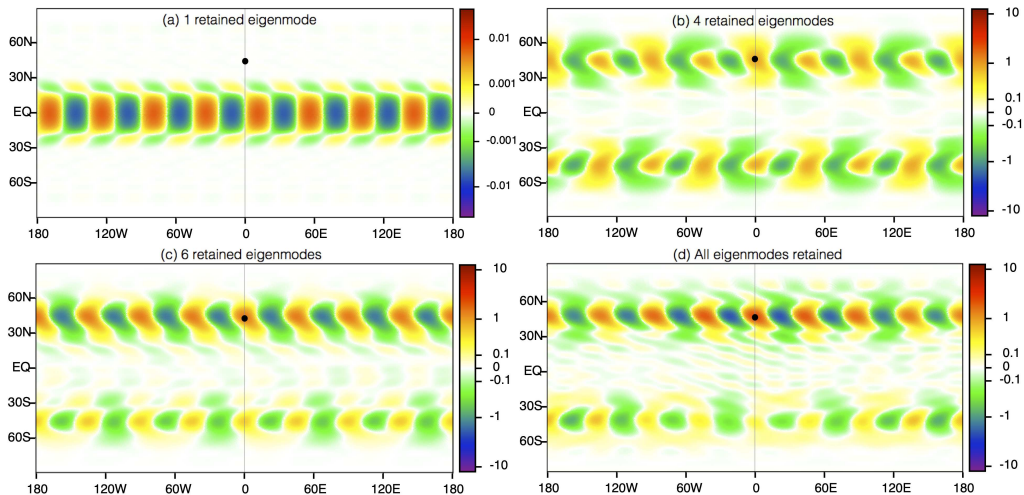 (a) 1 retained eigenmode
60N
30N
EQ
30S
60S
180 120W 60W 0 60E 120E 180
0.01
0.001
0
-0.001
-0.01
(b) 4 retained eigenmodes
60N
30N
EQ
30S
60S
180 120W 60W 0 60E 120E 180
10
1
0.1
0
-0.1
-1
-10
(c) 6 retained eigenmodes
60N
30N
EQ
30S
60S
180 120W 60W 0 60E 120E 180
10
1
0.1
0
-0.1
-1
-10
(d) All eigenmodes retained
60N
30N
EQ
30S
60S
180 120W 60W 0 60E 120E 180
10
1
0.1
0
-0.1
-1
-10